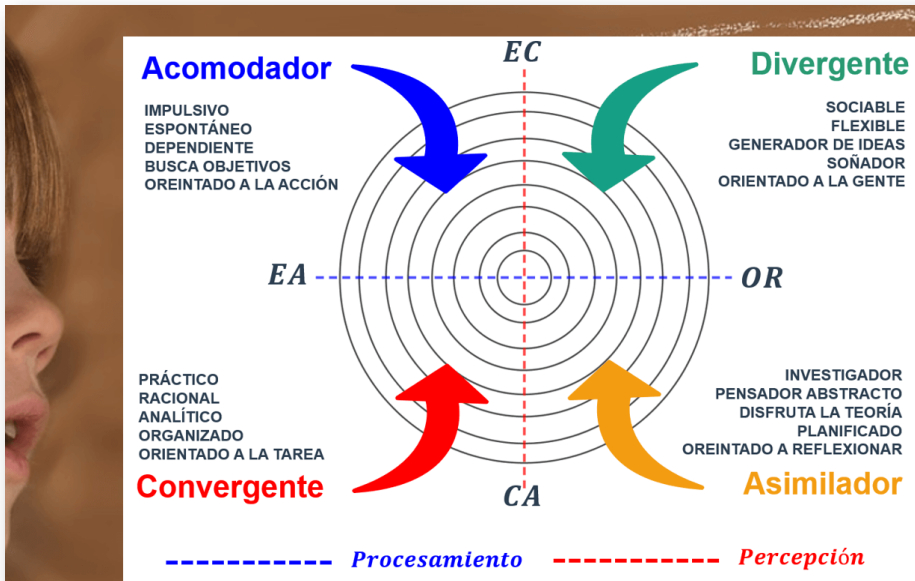 EC
Acomodador
IMPULSIVO
ESPONTÁNEO
DEPENDIENTE
BUSCA OBJETIVOS
OREINTADO A LA ACCIÓN
Divergente
SOCIABLE
FLEXIBLE
GENERADOR DE IDEAS
SOÑADOR
ORIENTADO A LA GENTE
EA
OR
PRÁCTICO
RACIONAL
ANALÍTICO
ORGANIZADO
ORIENTADO A LA TAREA
Convergente
INVESTIGADOR
PENSADOR ABSTRACTO
DISFRUTA LA TEORÍA
PLANIFICADO
OREINTADO A REFLEXIONAR
Asimilador
CA
Procesamiento
Percepción